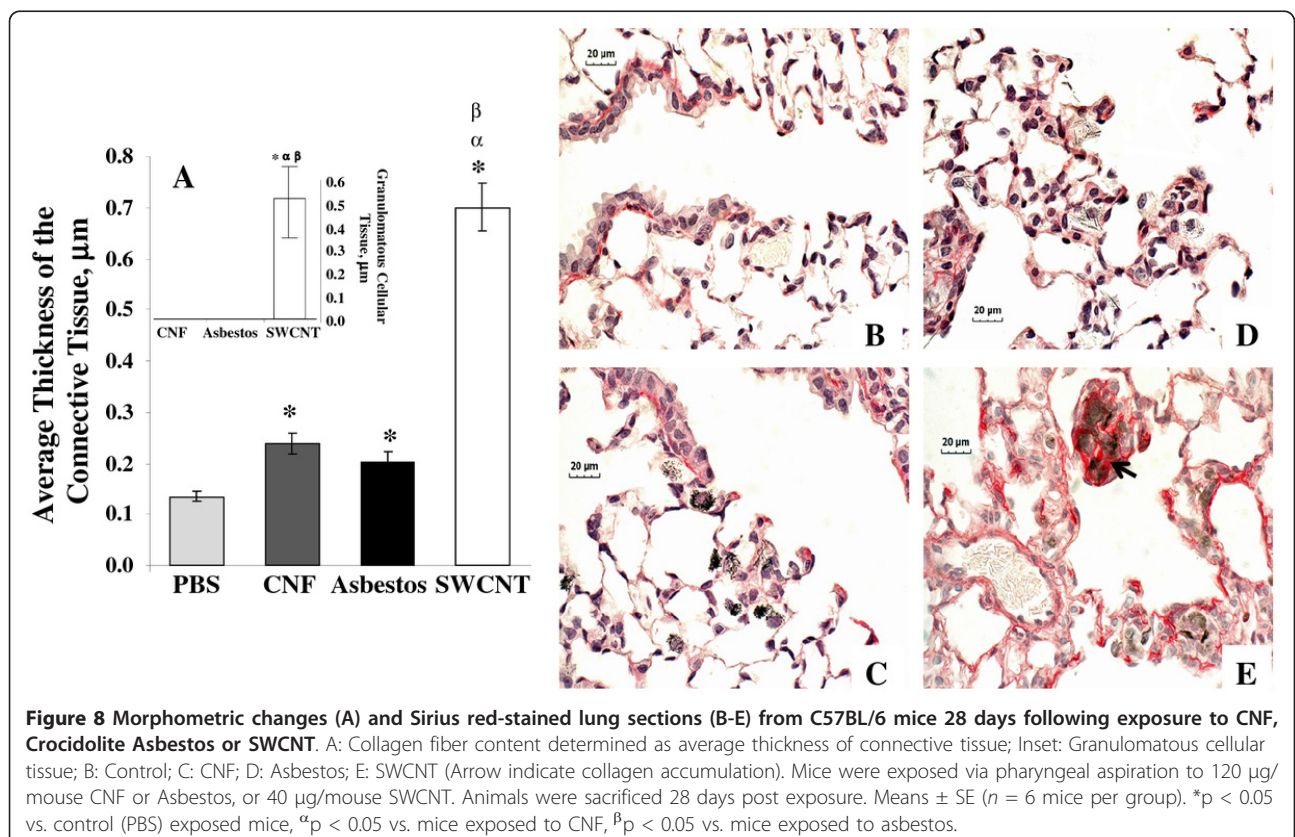 A
Average Thickness of the
Connective Tissue, µm
0.8
0.7
0.6
0.5
0.4
0.3
0.2
0.1
0.0
PBS
CNF
Asbestos
SWCNT
*
*
β
α
*
* α β
Granulomatous Cellular
Tissue, µm
0.6
0.5
0.4
0.3
0.2
0.1
0.0
CNF
Asbestos
SWCNT
20 µm
B
20 µm
D
20 µm
C
20 µm
E
Figure 8 Morphometric changes (A) and Sirius red-stained lung sections (B-E) from C57BL/6 mice 28 days following exposure to CNF,
Crocidolite Asbestos or SWCNT. A: Collagen fiber content determined as average thickness of connective tissue; Inset: Granulomatous cellular
tissue; B: Control; C: CNF; D: Asbestos; E: SWCNT (Arrow indicate collagen accumulation). Mice were exposed via pharyngeal aspiration to 120 µg/
mouse CNF or Asbestos, or 40 µg/mouse SWCNT. Animals were sacrificed 28 days post exposure. Means ± SE (n = 6 mice per group). *p < 0.05
vs. control (PBS) exposed mice, αp < 0.05 vs. mice exposed to CNF, βp < 0.05 vs. mice exposed to asbestos.